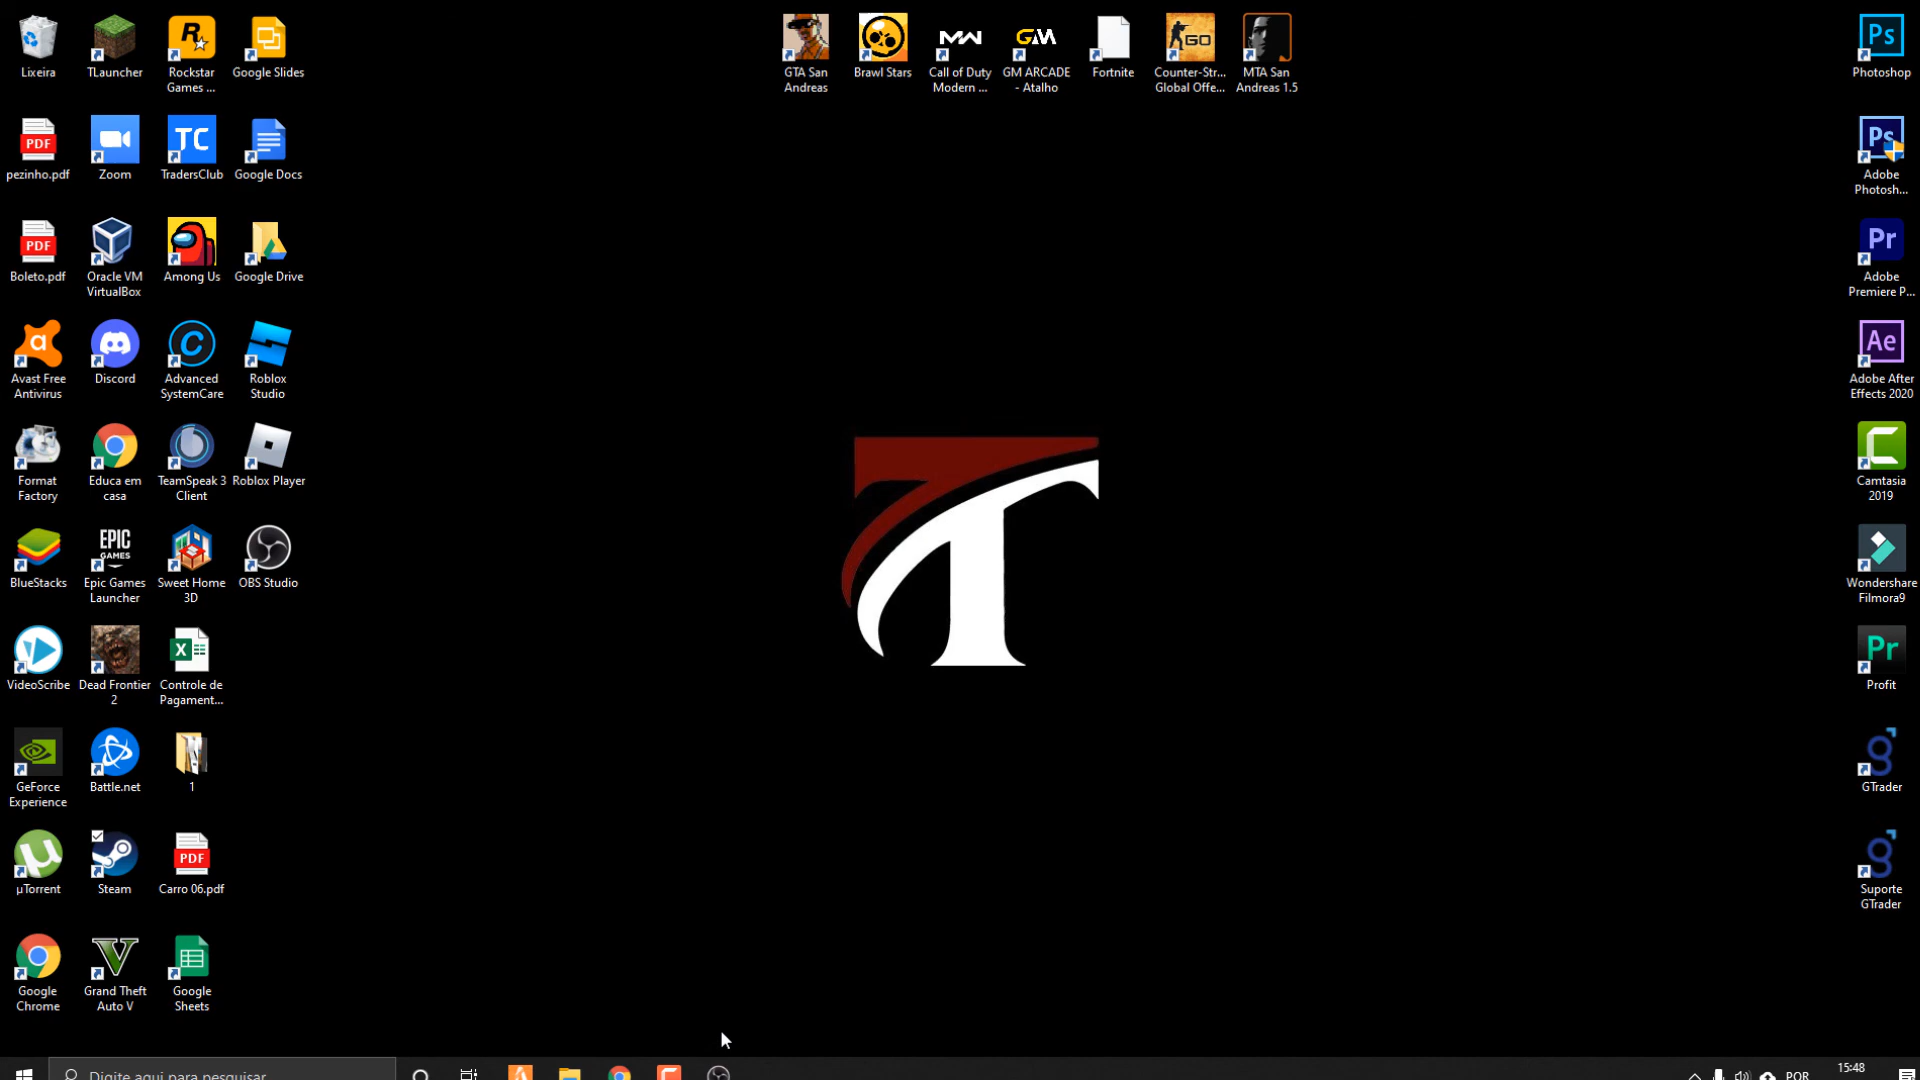 Lixeira
TLauncher
Rockstar
Games ...
Google Slides
GTA San
Andreas
Brawl Stars
Call of Duty
Modern ...
GM ARCADE
- Atalho
Fortnite
Counter-Str...
Global Offe...
MTA San
Andreas 1.5
Photoshop
pezinho.pdf
Zoom
TradersClub
Google Docs
Adobe
Photosh...
Boleto.pdf
Oracle VM
VirtualBox
Among Us
Google Drive
Adobe
Premiere P...
Avast Free
Antivirus
Discord
Advanced
SystemCare
Roblox
Studio
Adobe After
Effects 2020
Format
Factory
Educa em
casa
TeamSpeak 3
Client
Roblox Player
Camtasia
2019
BlueStacks
EPIC
GAMES
Epic Games
Launcher
Sweet Home
3D
OBS Studio
Wondershare
Filmora9
VideoScribe
Dead Frontier
2
Controle de
Pagament...
Profit
GeForce
Experience
Battle.net
1
GTrader
µTorrent
Steam
Carro 06.pdf
Suporte
GTrader
Google
Chrome
Grand Theft
Auto V
Google
Sheets
Digite aqui para pesquisar
POR
15:48